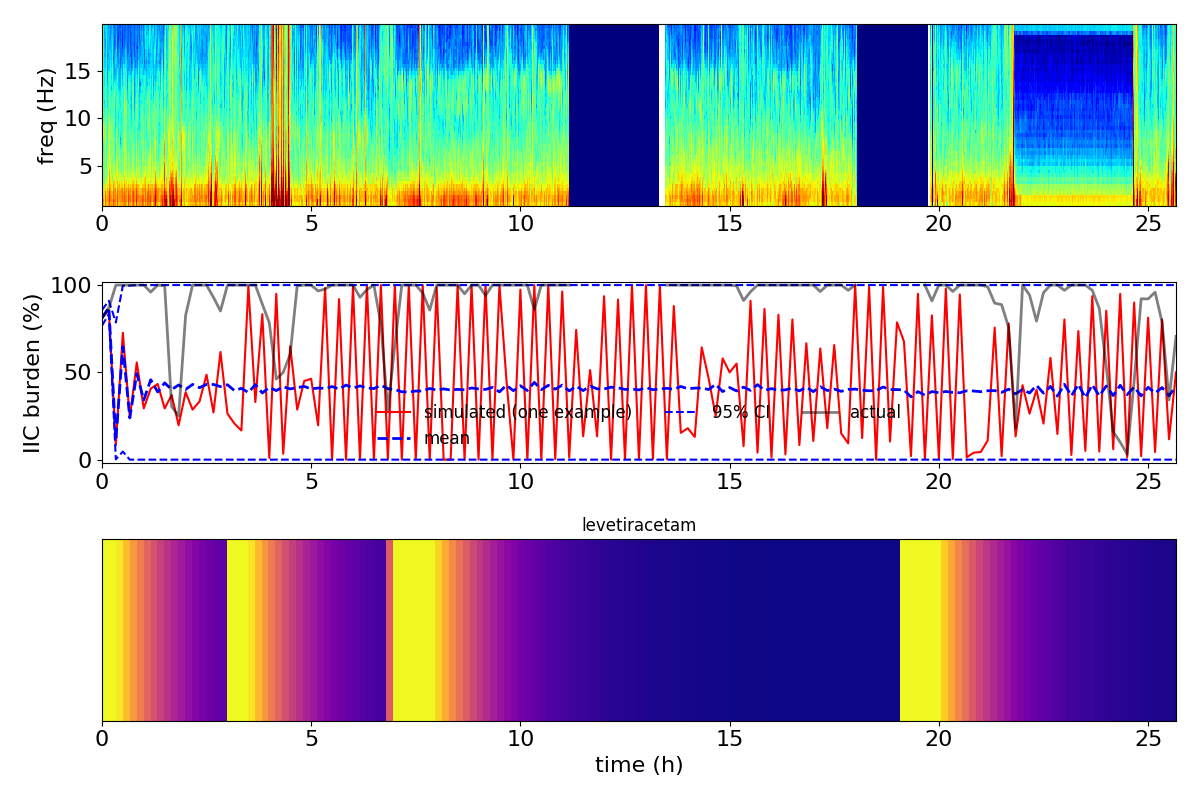 freq (Hz)
15
10
5
0 5 10 15 20 25
IIC burden (%)
100
50
0
simulated (one example) 95% CI actual
mean
0 5 10 15 20 25
levetiracetam
0 5 10 15 20 25
time (h)